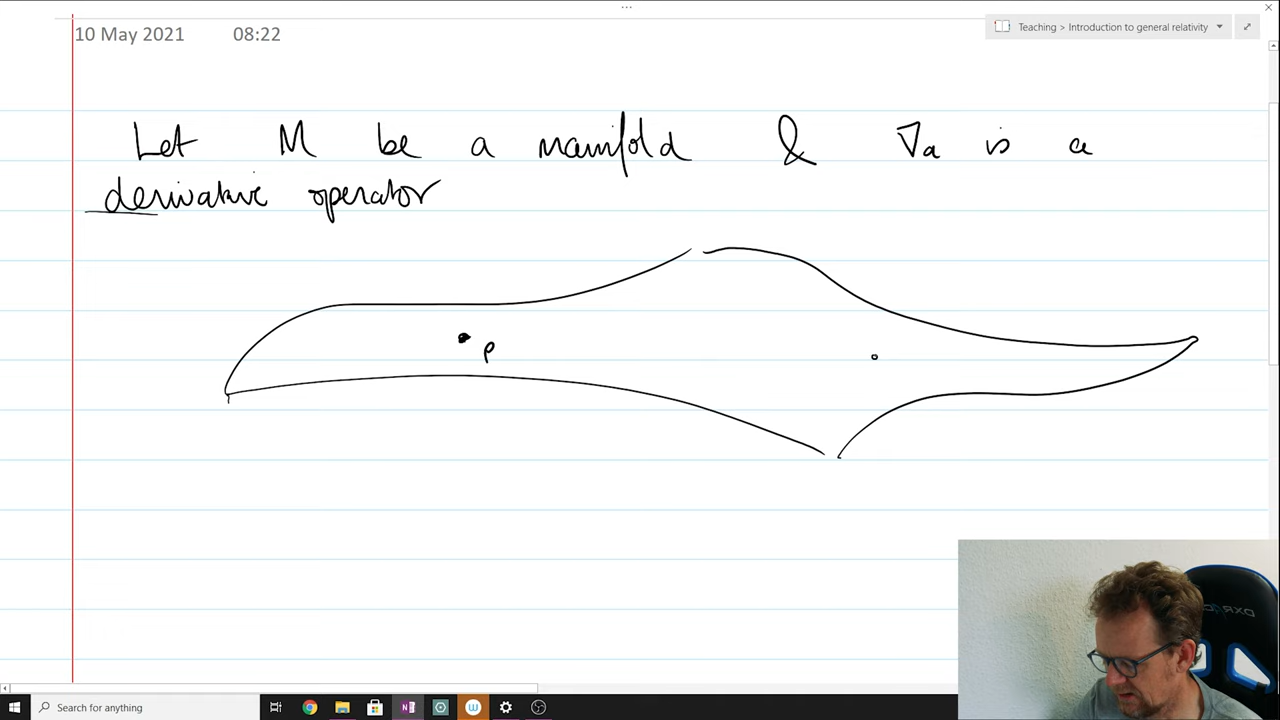 10 May 2021 08:22
Teaching > Introduction to general relativity
Let M be a manifold & ∇a is a
derivative operator
p
DXRACER
Search for anything